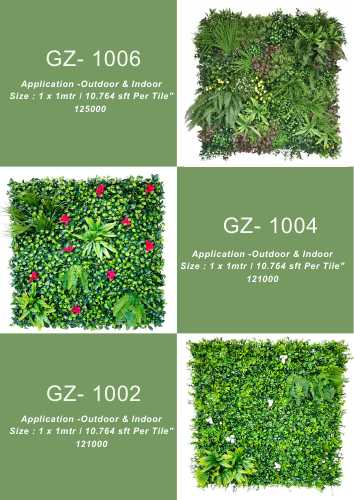 GZ- 1006
Application -Outdoor & Indoor
Size : 1 x 1mtr / 10.764 sft Per Tile"
125000
GZ- 1004
Application -Outdoor & Indoor
Size : 1 x 1mtr / 10.764 sft Per Tile"
121000
GZ- 1002
Application -Outdoor & Indoor
Size : 1 x 1mtr / 10.764 sft Per Tile"
121000